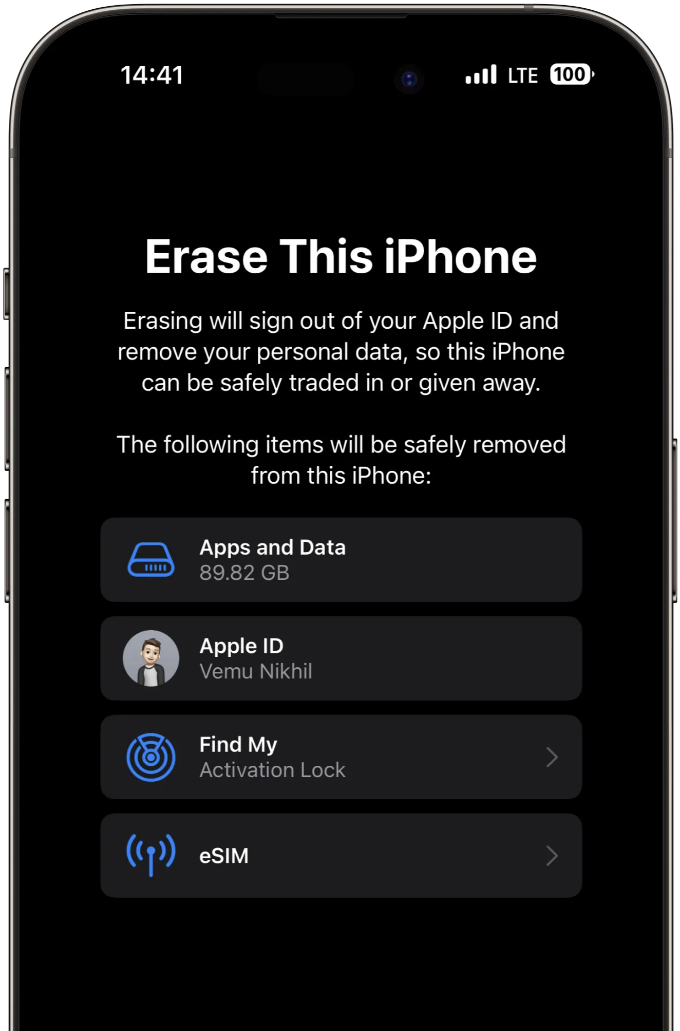 14:41
LTE
100
Erase This iPhone
Erasing will sign out of your Apple ID and
remove your personal data, so this iPhone
can be safely traded in or given away.
The following items will be safely removed
from this iPhone:
Apps and Data
89.82 GB
Apple ID
Vemu Nikhil
Find My
Activation Lock
eSIM